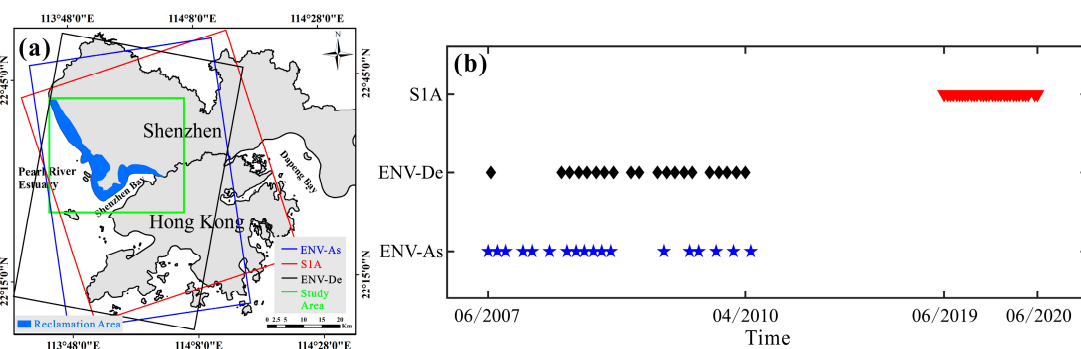 113°48'0"E 114°8'0"E 114°28'0"E
(a)
N
22°45'0"N
22°45'0"N
Shenzhen
Pearl River
Estuary
Shenzhen Bay
Dapeng Bay
Hong Kong
22°15'0"N
22°15'0"N
ENV-As
S1A
ENV-De
Study
Area
Reclamation Area
0 2.5 5 10 15 20
Km
113°48'0"E 114°8'0"E 114°28'0"E
(b)
S1A
ENV-De
ENV-As
06/2007 04/2010 06/2019 06/2020
Time